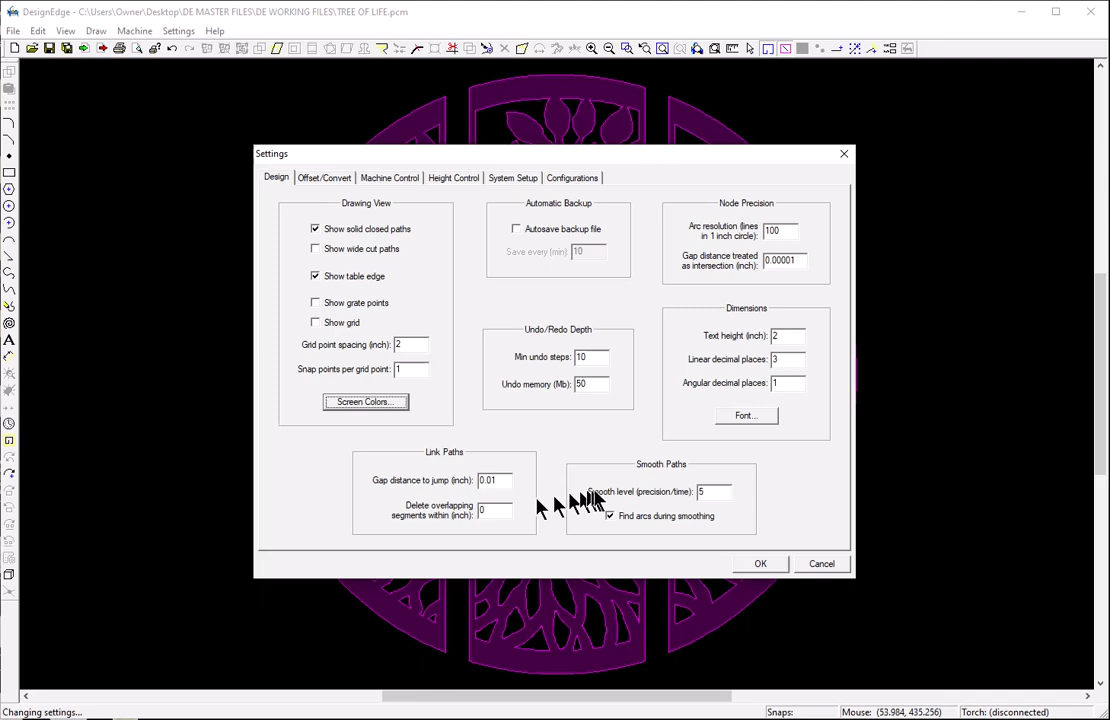 DesignEdge - C:\Users\Owner\Desktop\DE MASTER FILES\DE WORKING FILES\TREE OF LIFE.pcm
File Edit View Draw Machine Settings Help
Settings
Design Offset/Convert Machine Control Height Control System Setup Configurations
Drawing View
Show solid closed paths
Show wide cut paths
Show table edge
Show grate points
Show grid
Grid point spacing (inch): 2
Snap points per grid point: 1
Screen Colors...
Automatic Backup
Autosave backup file
Save every (min): 10
Undo/Redo Depth
Min undo steps: 10
Undo memory (Mb): 50
Node Precision
Arc resolution (lines
in 1 inch circle): 100
Gap distance treated
as intersection (inch): 0.00001
Dimensions
Text height (inch): 2
Linear decimal places: 3
Angular decimal places: 1
Font...
Link Paths
Gap distance to jump (inch): 0.01
Delete overlapping
segments within (inch): 0
Smooth Paths
Smooth level (precision/time): 5
Find arcs during smoothing
OK Cancel
A
Changing settings... Snaps: Mouse: (53.984, 435.256) Torch: (disconnected)